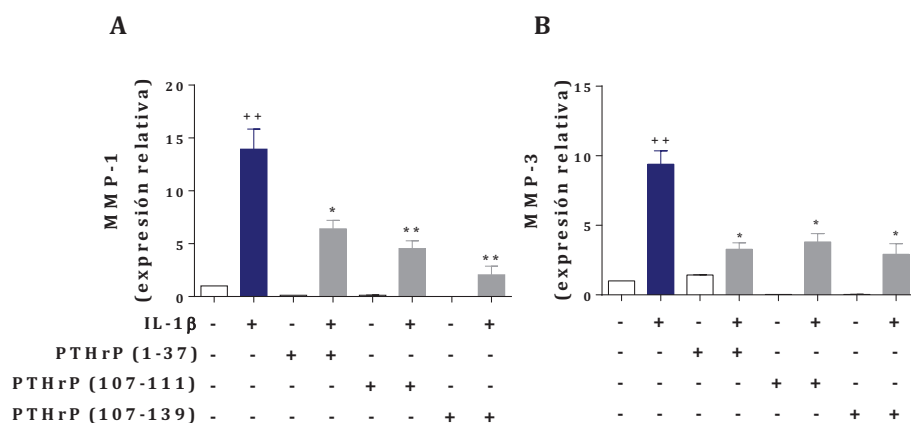 A
B
MMP-1
(expresión relativa)
20
15
10
5
0
++
*
**
**
MMP-3
(expresión relativa)
15
10
5
0
++
*
*
*
IL-1β - + - + - + - + - + - + - + - +
PTHrP (1-37) - - + + - - - - - - + + - - - -
PTHrP (107-111) - - - - + + - - - - - - + + - -
PTHrP (107-139) - - - - - - + + - - - - - - + +